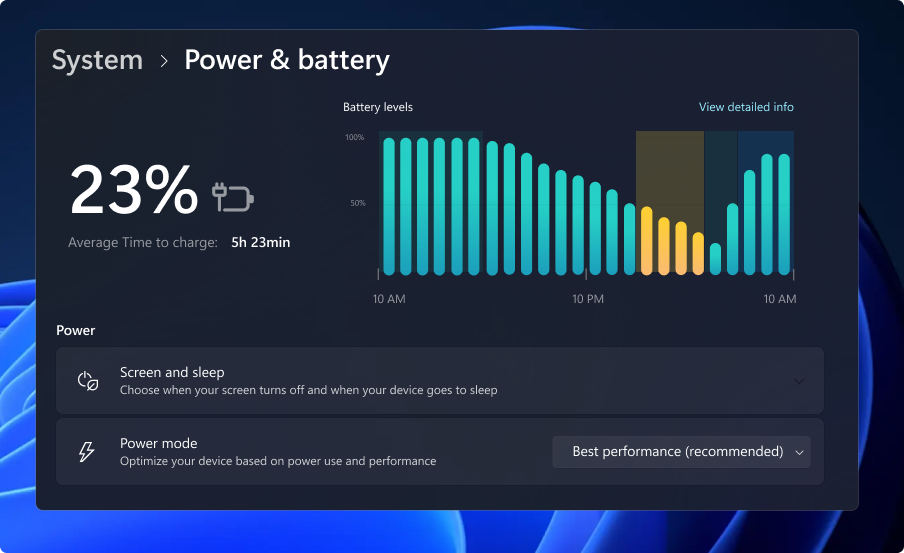 System > Power & battery
Battery levels
View detailed info
100%
50%
23%
Average Time to charge: 5h 23min
10 AM
10 PM
10 AM
Power
Screen and sleep
Choose when your screen turns off and when your device goes to sleep
Power mode
Optimize your device based on power use and performance
Best performance (recommended)